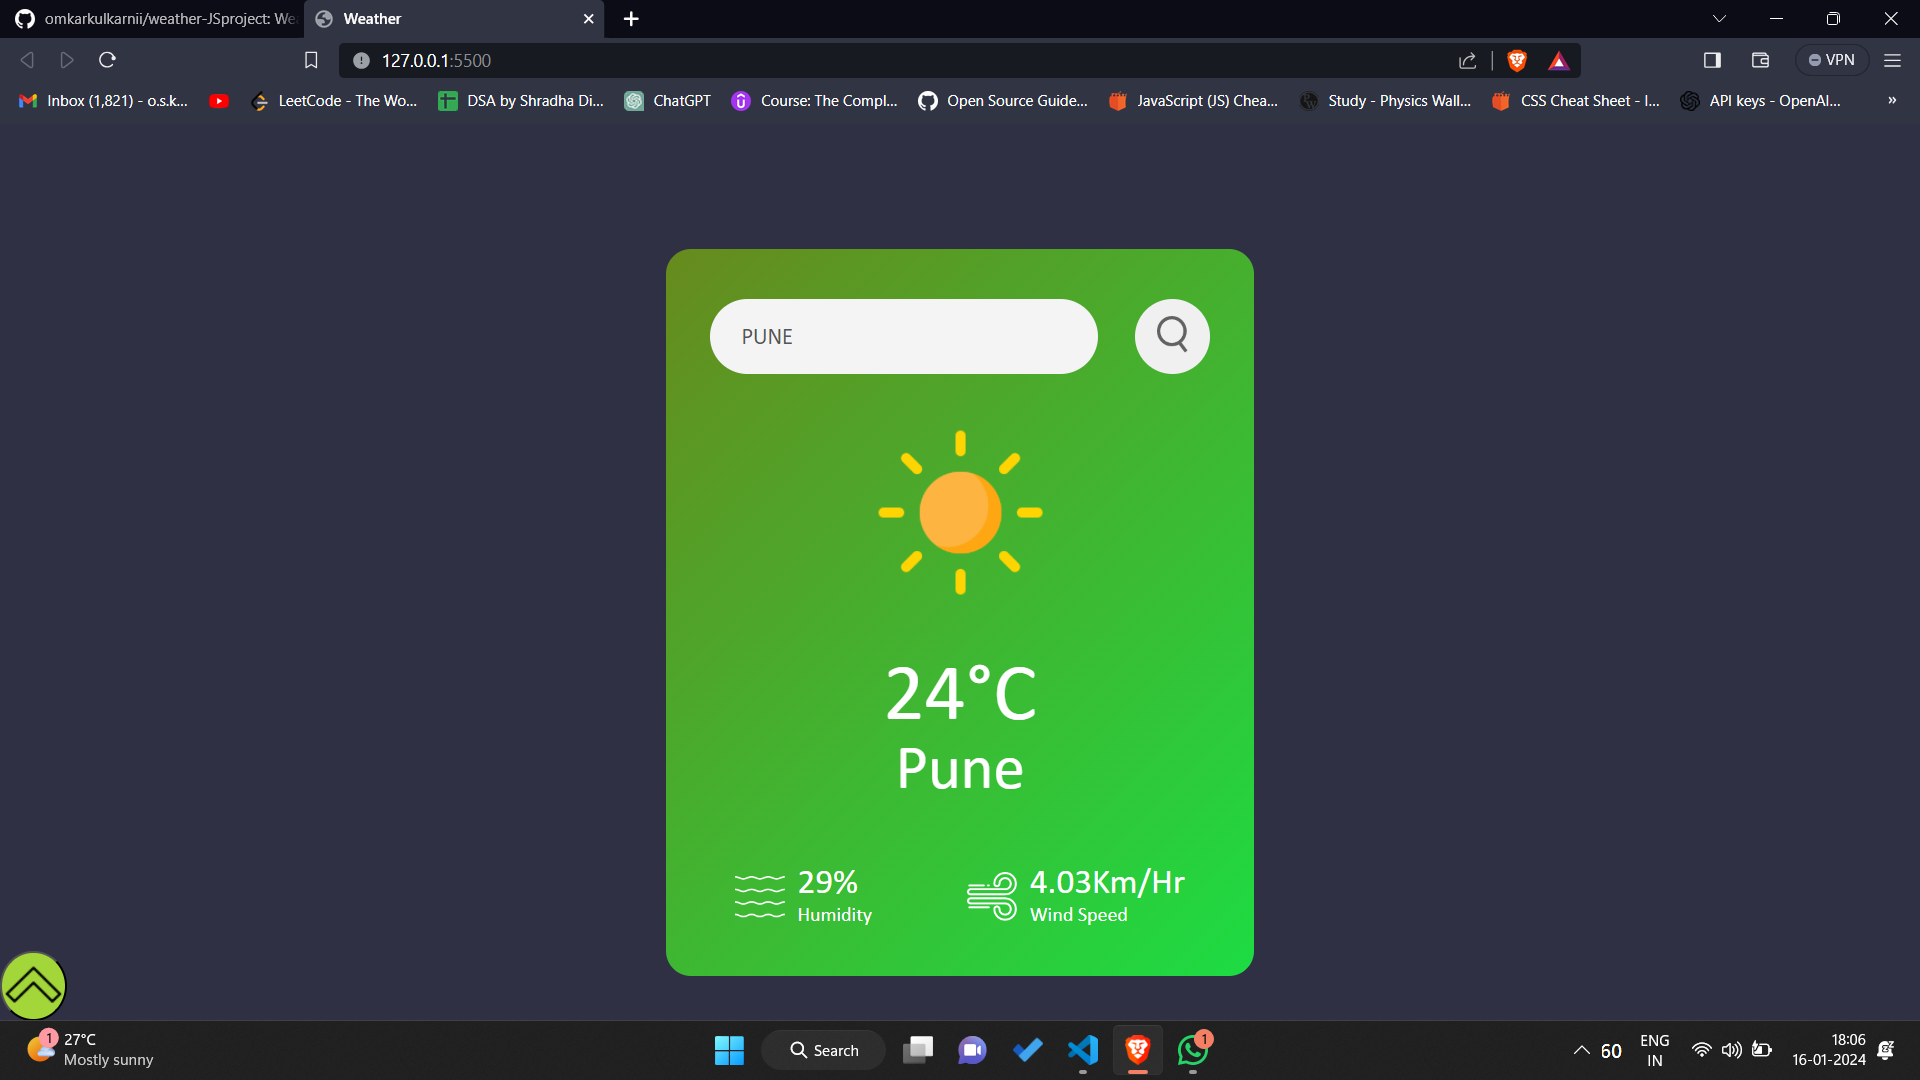 omkarkulkarnii/weather-JSproject: We
Weather
127.0.0.1:5500
VPN
Inbox (1,821) - o.s.k...
LeetCode - The Wo...
DSA by Shradha Di...
ChatGPT
Course: The Compl...
Open Source Guide...
JavaScript (JS) Chea...
Study - Physics Wall...
CSS Cheat Sheet - I...
API keys - OpenAI...
»
PUNE
24°C
Pune
29%
Humidity
4.03Km/Hr
Wind Speed
1
27°C
Mostly sunny
Search
1
60
ENG
IN
18:06
16-01-2024